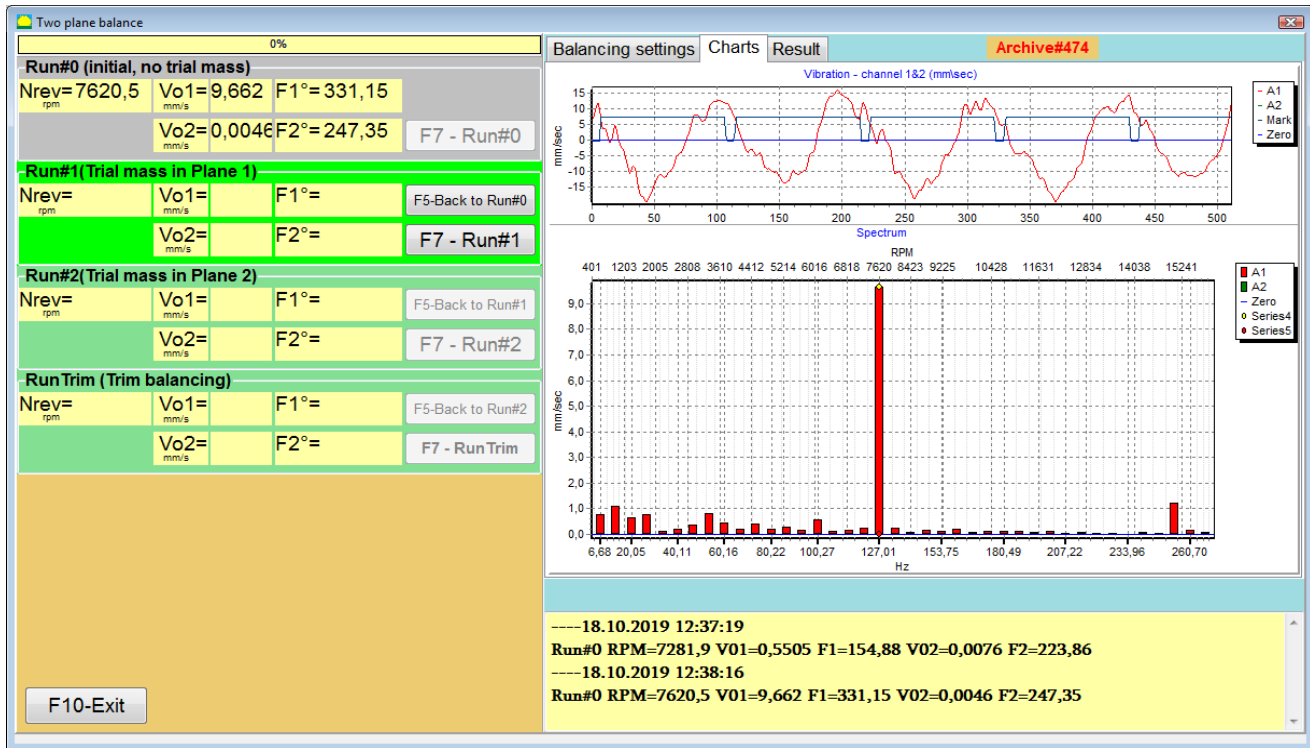 Two plane balance
0%
Run#0 (initial, no trial mass)
Nrev= 7620,5 Vo1= 9,662 F1°= 331,15
rpm mm/s
Vo2= 0,0046 F2°= 247,35 F7 - Run#0
mm/s
Run#1(Trial mass in Plane 1)
Nrev= Vo1= F1°= F5-Back to Run#0
rpm mm/s
Vo2= F2°= F7 - Run#1
mm/s
Run#2(Trial mass in Plane 2)
Nrev= Vo1= F1°= F5-Back to Run#1
rpm mm/s
Vo2= F2°= F7 - Run#2
mm/s
RunTrim (Trim balancing)
Nrev= Vo1= F1°= F5-Back to Run#2
rpm mm/s
Vo2= F2°= F7 - RunTrim
mm/s
F10-Exit
Balancing settings Charts Result Archive#474
Vibration - channel 1&2 (mm\sec)
mm/sec
15
10
5
0
-5
-10
-15
0 50 100 150 200 250 300 350 400 450 500
A1
A2
Mark
Zero
Spectrum
RPM
401 1203 2005 2808 3610 4412 5214 6016 6818 7620 8423 9225 10428 11631 12834 14038 15241
mm/sec
9,0
8,0
7,0
6,0
5,0
4,0
3,0
2,0
1,0
0,0
6,68 20,05 40,11 60,16 80,22 100,27 127,01 153,75 180,49 207,22 233,96 260,70
Hz
A1
A2
Zero
Series4
Series5
----18.10.2019 12:37:19
Run#0 RPM=7281,9 V01=0,5505 F1=154,88 V02=0,0076 F2=223,86
----18.10.2019 12:38:16
Run#0 RPM=7620,5 V01=9,662 F1=331,15 V02=0,0046 F2=247,35